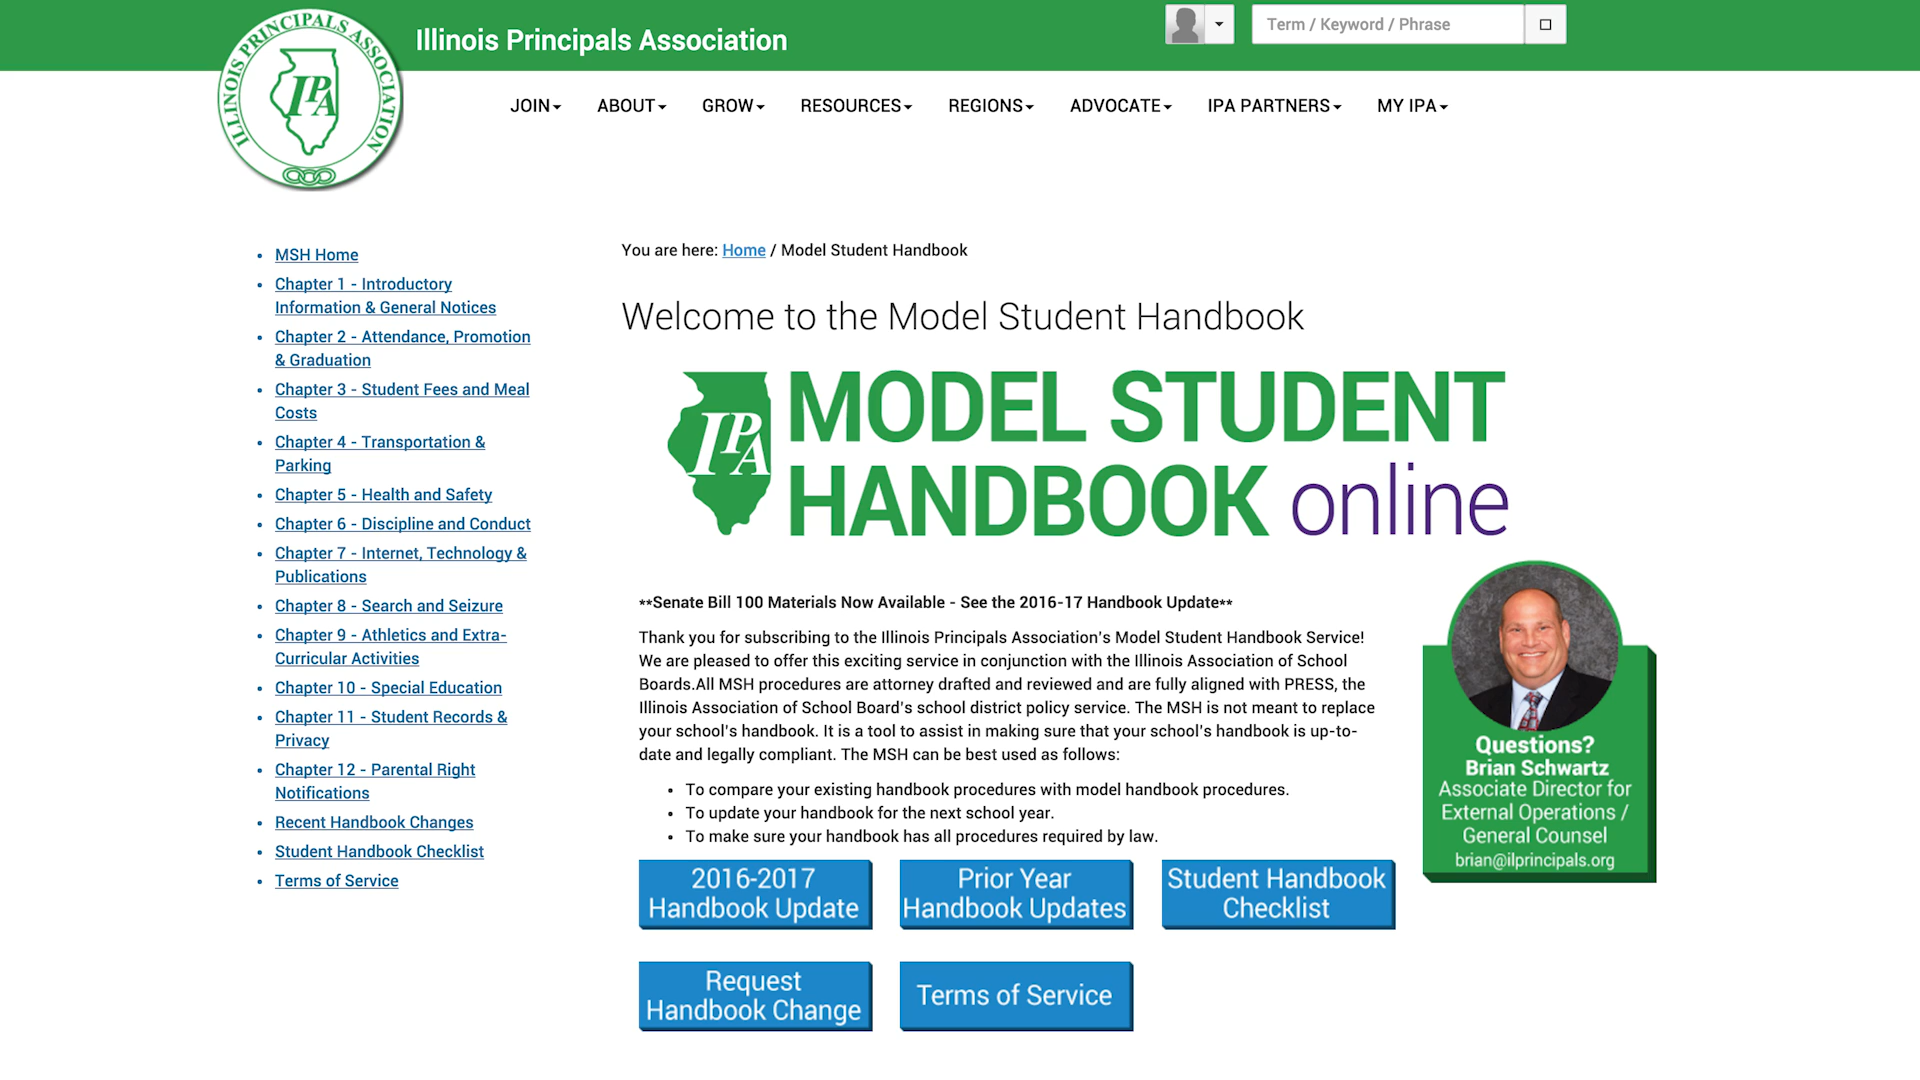 ILLINOIS PRINCIPALS ASSOCIATION
IPA
Illinois Principals Association
Term / Keyword / Phrase
JOIN ABOUT GROW RESOURCES REGIONS ADVOCATE IPA PARTNERS MY IPA
MSH Home
Chapter 1 - Introductory
Information & General Notices
Chapter 2 - Attendance, Promotion
& Graduation
Chapter 3 - Student Fees and Meal
Costs
Chapter 4 - Transportation &
Parking
Chapter 5 - Health and Safety
Chapter 6 - Discipline and Conduct
Chapter 7 - Internet, Technology &
Publications
Chapter 8 - Search and Seizure
Chapter 9 - Athletics and Extra-
Curricular Activities
Chapter 10 - Special Education
Chapter 11 - Student Records &
Privacy
Chapter 12 - Parental Right
Notifications
Recent Handbook Changes
Student Handbook Checklist
Terms of Service
You are here: Home / Model Student Handbook
Welcome to the Model Student Handbook
IPA
MODEL STUDENT
HANDBOOK online
**Senate Bill 100 Materials Now Available - See the 2016-17 Handbook Update**
Thank you for subscribing to the Illinois Principals Association's Model Student Handbook Service!
We are pleased to offer this exciting service in conjunction with the Illinois Association of School
Boards.All MSH procedures are attorney drafted and reviewed and are fully aligned with PRESS, the
Illinois Association of School Board's school district policy service. The MSH is not meant to replace
your school's handbook. It is a tool to assist in making sure that your school's handbook is up-to-
date and legally compliant. The MSH can be best used as follows:
To compare your existing handbook procedures with model handbook procedures.
To update your handbook for the next school year.
To make sure your handbook has all procedures required by law.
2016-2017
Handbook Update
Prior Year
Handbook Updates
Student Handbook
Checklist
Request
Handbook Change
Terms of Service
Questions?
Brian Schwartz
Associate Director for
External Operations /
General Counsel
brian@ilprincipals.org